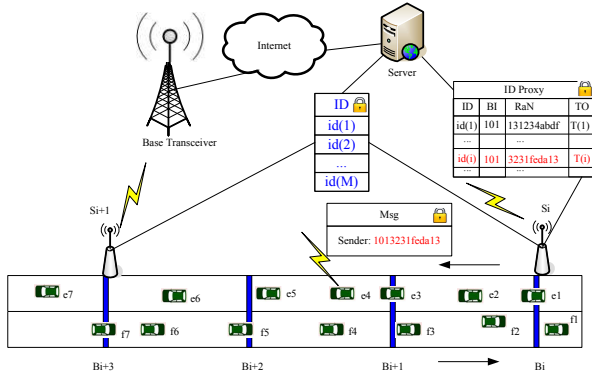 Internet
Server
Base Transceiver
ID Proxy
ID BI RaN TO
id(1) 101 131234abdf T(1)
...
id(i) 101 3231feda13 T(i)
...
ID
id(1)
id(2)
...
id(M)
Si+1
Si
Msg
Sender: 1013231feda13
e7 e6 e5 e4 e3 e2 e1
f7 f6 f5 f4 f3 f2 f1
Bi+3 Bi+2 Bi+1 Bi